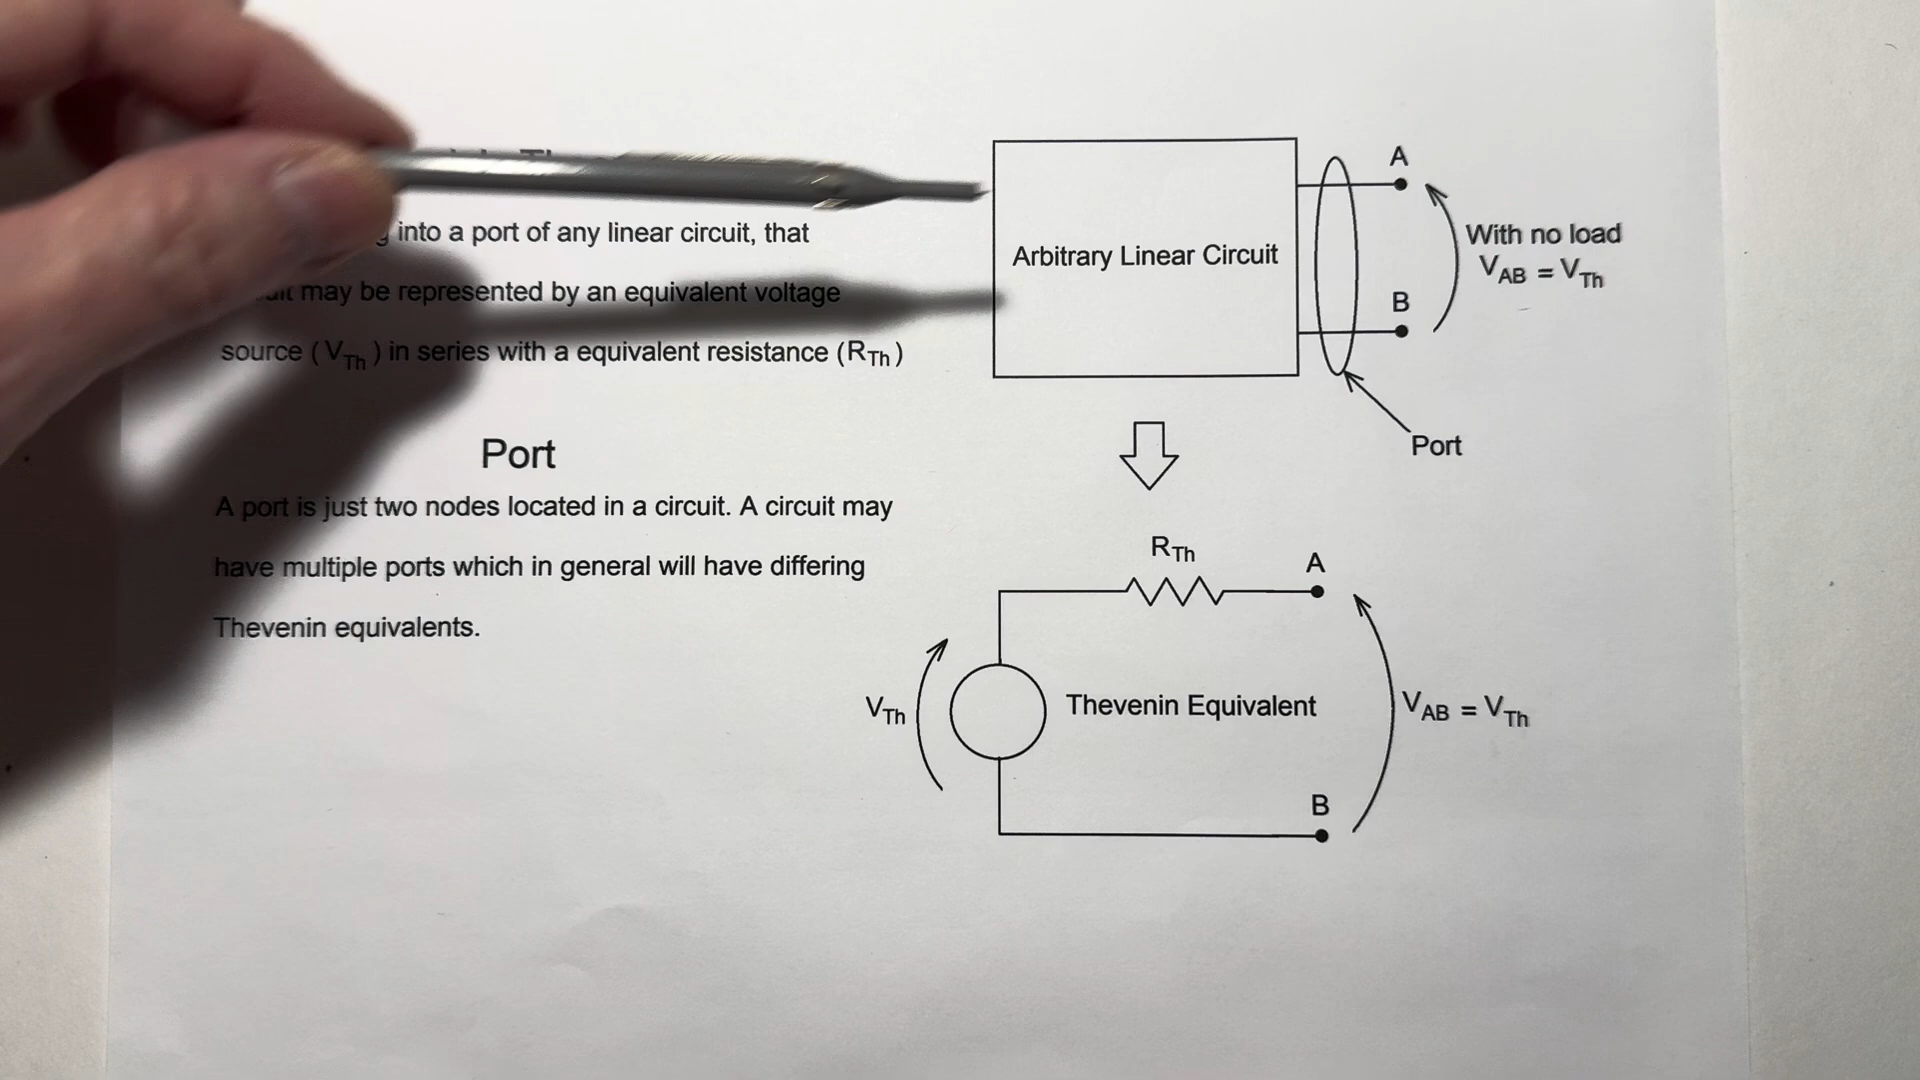 into a port of any linear circuit, that
may be represented by an equivalent voltage
source (VTh) in series with a equivalent resistance (RTh)
Port
A port is just two nodes located in a circuit. A circuit may
have multiple ports which in general will have differing
Thevenin equivalents.
Arbitrary Linear Circuit
A
B
With no load
VAB = VTh
Port
RTh
A
VTh
Thevenin Equivalent
VAB = VTh
B